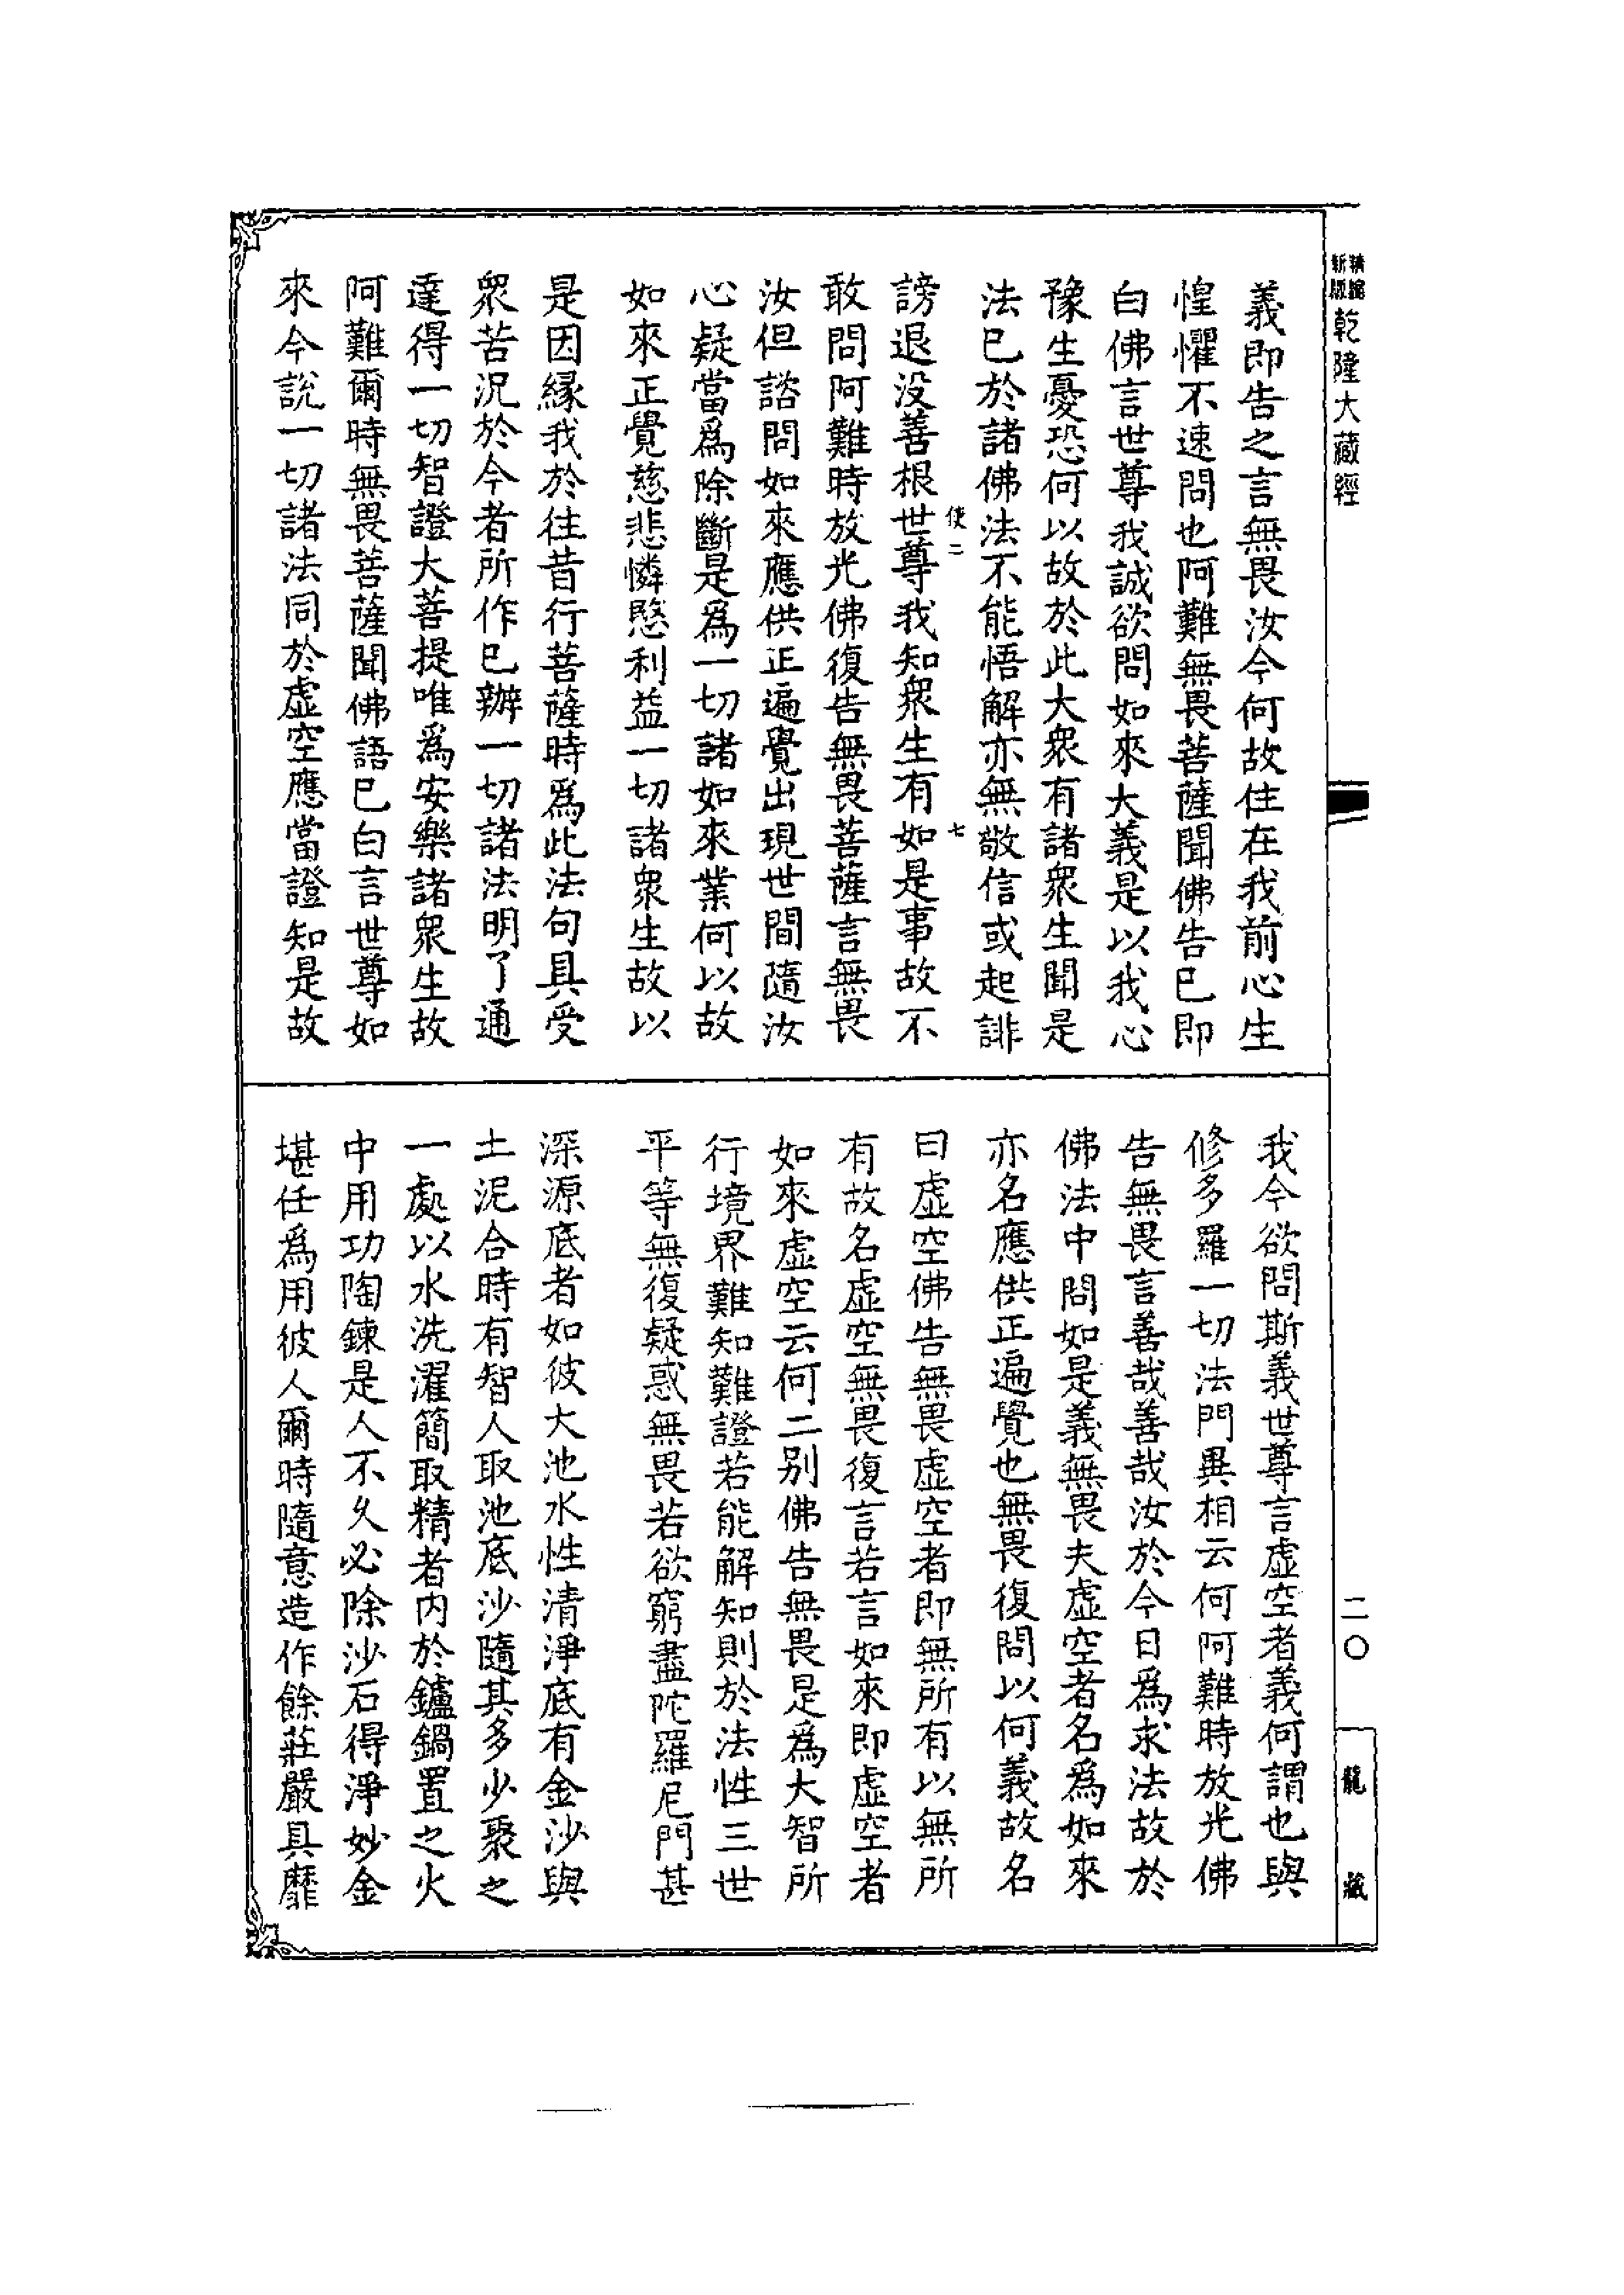 精縮
新版
乾隆大藏經
義即告之言無畏汝今何故住在我前心生
惶懼不速問也阿難無畏菩薩聞佛告已即
白佛言世尊我誠欲問如來大義是以我心
豫生憂恐何以故於此大衆有諸衆生聞是
法已於諸佛法不能悟解亦無敬信或起誹
使二 七
謗退没善根世尊我知衆生有如是事故不
敢問阿難時放光佛復告無畏菩薩言無畏
汝但諮問如來應供正遍覺出現世間隨汝
心疑當爲除斷是爲一切諸如來業何以故
如來正覺慈悲憐愍利益一切諸衆生故以
是因緣我於往昔行菩薩時爲此法句具受
衆苦況於今者所作已辦一切諸法明了通
達得一切智證大菩提唯爲安樂諸衆生故
阿難爾時無畏菩薩聞佛語已白言世尊如
來今說一切諸法同於虛空應當證知是故
我今欲問斯義世尊言虛空者義何謂也與
修多羅一切法門異相云何阿難時放光佛
告無畏言善哉善哉汝於今日爲求法故於
佛法中問如是義無畏夫虛空者名爲如來
亦名應供正遍覺也無畏復問以何義故名
曰虛空佛告無畏虛空者即無所有以無所
有故名虛空無畏復言若言如來即虛空者
如來虛空云何二别佛告無畏是爲大智所
行境界難知難證若能解知則於法性三世
平等無復疑惑無畏若欲窮盡陀羅尼門甚
深源底者如彼大池水性清淨底有金沙與
土泥合時有智人取池底沙隨其多少聚之
一處以水洗濯簡取精者内於鑪鍋置之火
中用功陶鍊是人不久必除沙石得淨妙金
堪任爲用彼人爾時隨意造作餘莊嚴具靡
二〇
龍藏